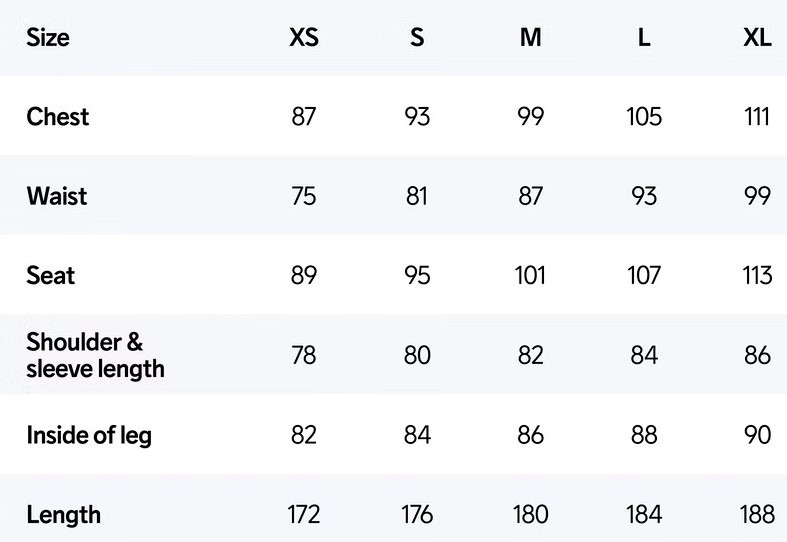 Size XS S M L XL
Chest 87 93 99 105 111
Waist 75 81 87 93 99
Seat 89 95 101 107 113
Shoulder &
sleeve length 78 80 82 84 86
Inside of leg 82 84 86 88 90
Length 172 176 180 184 188